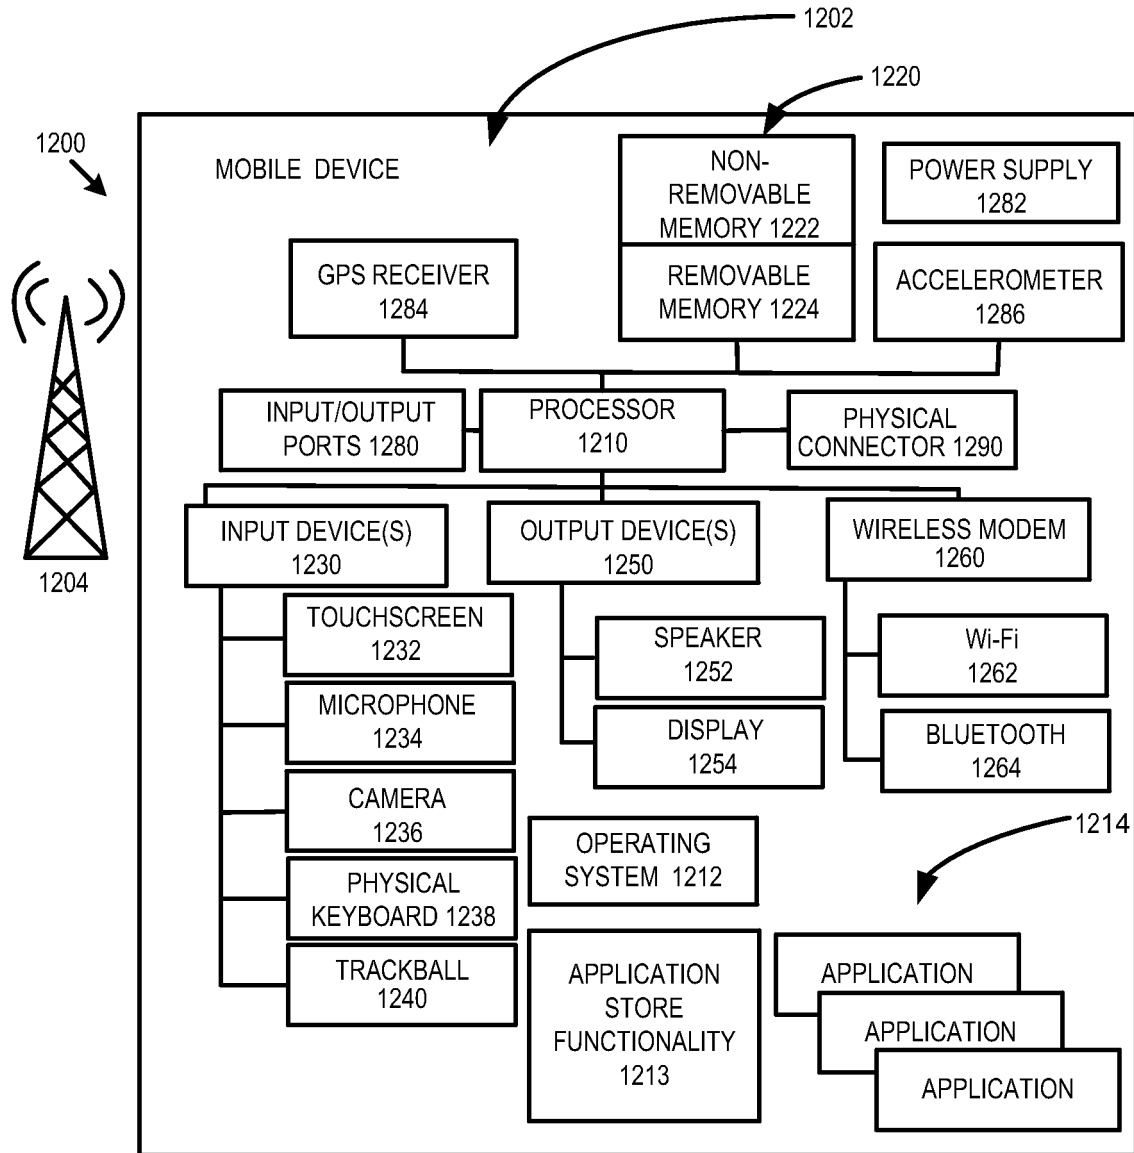 1202
1220
1200
MOBILE DEVICE
NON-
REMOVABLE
MEMORY 1222
POWER SUPPLY
1282
GPS RECEIVER
1284
REMOVABLE
MEMORY 1224
ACCELEROMETER
1286
INPUT/OUTPUT
PORTS 1280
PROCESSOR
1210
PHYSICAL
CONNECTOR 1290
INPUT DEVICE(S)
1230
OUTPUT DEVICE(S)
1250
WIRELESS MODEM
1260
1204
TOUCHSCREEN
1232
SPEAKER
1252
Wi-Fi
1262
MICROPHONE
1234
DISPLAY
1254
BLUETOOTH
1264
CAMERA
1236
OPERATING
SYSTEM 1212
1214
PHYSICAL
KEYBOARD 1238
TRACKBALL
1240
APPLICATION
STORE
FUNCTIONALITY
1213
APPLICATION
APPLICATION
APPLICATION